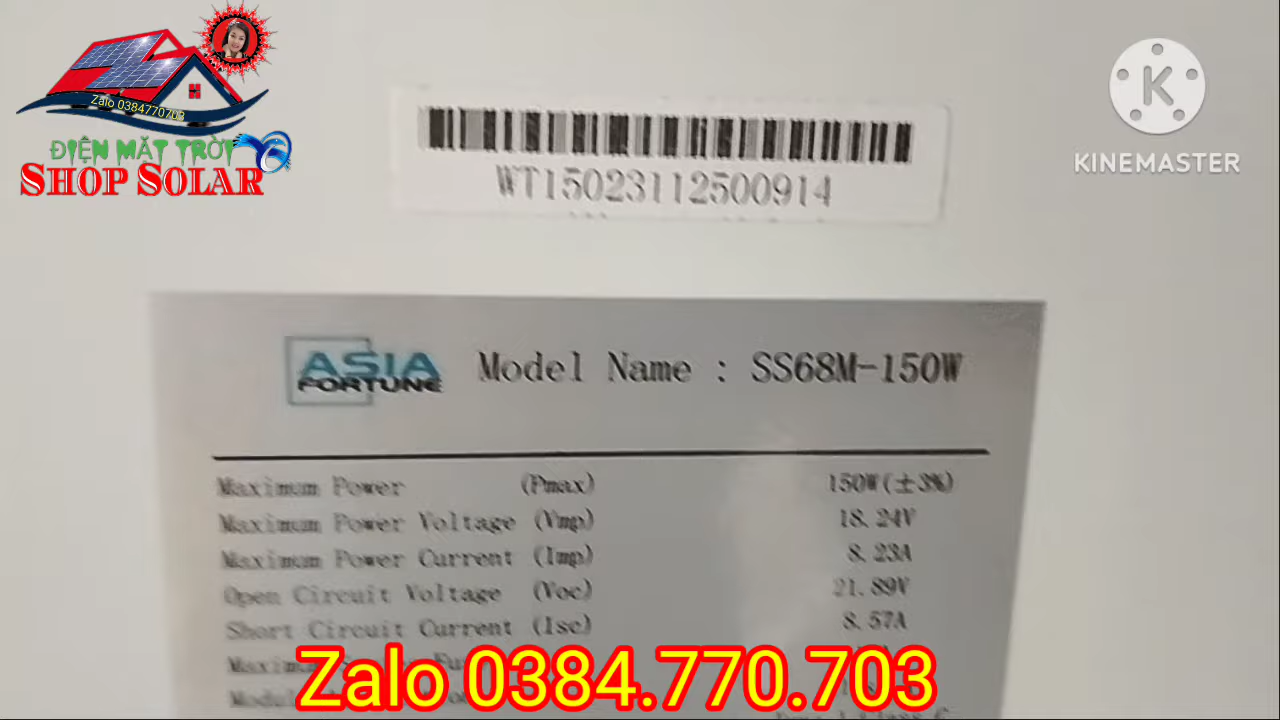 Zalo 0384770703
ĐIỆN MẶT TRỜI
SHOP SOLAR
KINEMASTER
WT15023112500914
ASIA
FORTUNE
Model Name : SS68M-150W
Maximum Power (Pmax) 150W(±3%)
Maximum Power Voltage (Vmp) 18.24V
Maximum Power Current (Imp) 8.23A
Open Circuit Voltage (Voc) 21.89V
Short Circuit Current (Isc) 8.57A
Zalo 0384.770.703